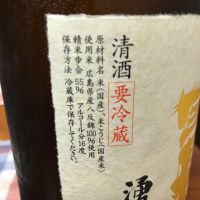 清酒
要冷蔵
原材料名 米(国産)、米こうじ(国産米)
使用米 広島県産八反錦100%使用
精米歩合 55% アルコール分 16度
保存方法 冷蔵庫で保存してください。
湧